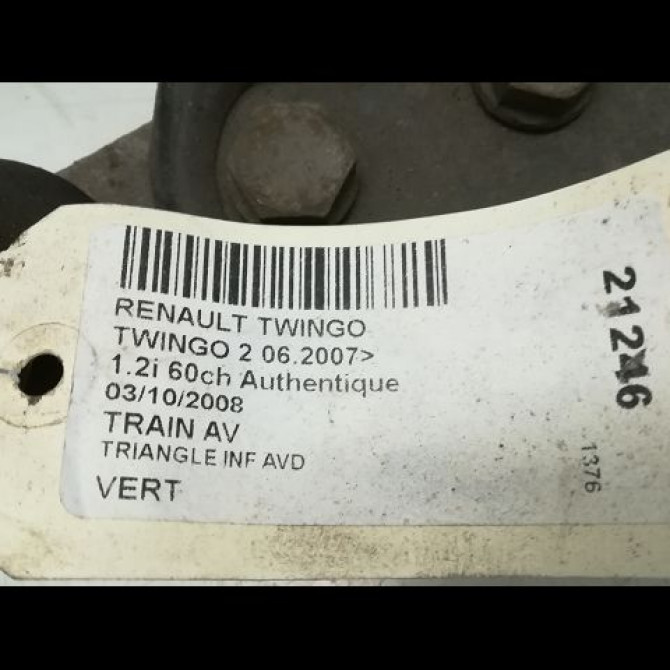 RENAULT TWINGO
TWINGO 2 06.2007>
1.2i 60ch Authentique
03/10/2008
TRAIN AV
TRIANGLE INF AVD
VERT
21246
1376